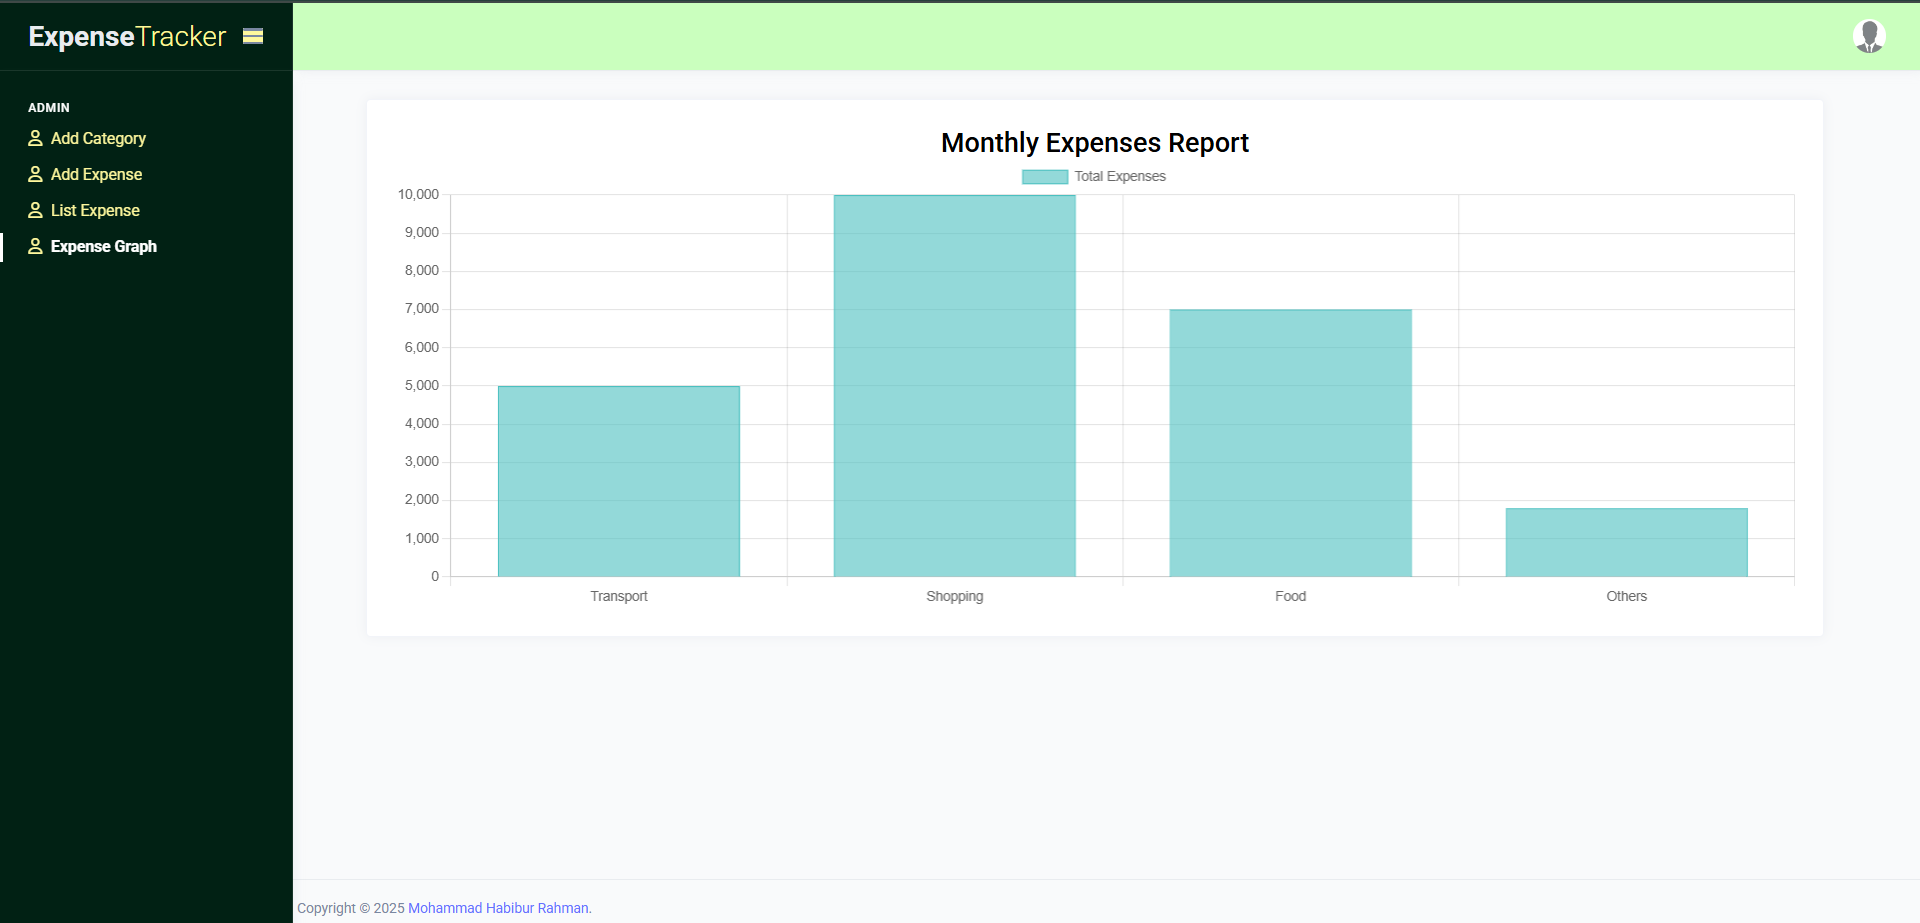 ExpenseTracker
ADMIN
Add Category
Add Expense
List Expense
Expense Graph
Monthly Expenses Report
Total Expenses
10,000
9,000
8,000
7,000
6,000
5,000
4,000
3,000
2,000
1,000
0
Transport Shopping Food Others
Copyright © 2025 Mohammad Habibur Rahman.